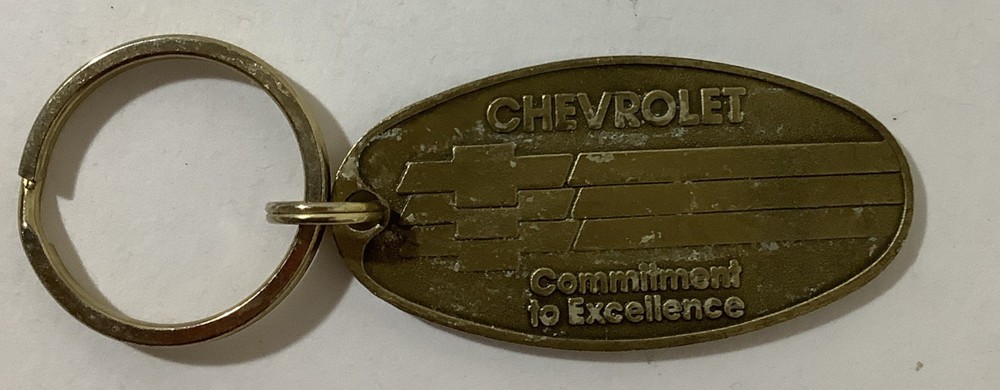 CHEVROLET
Commitment
to Excellence